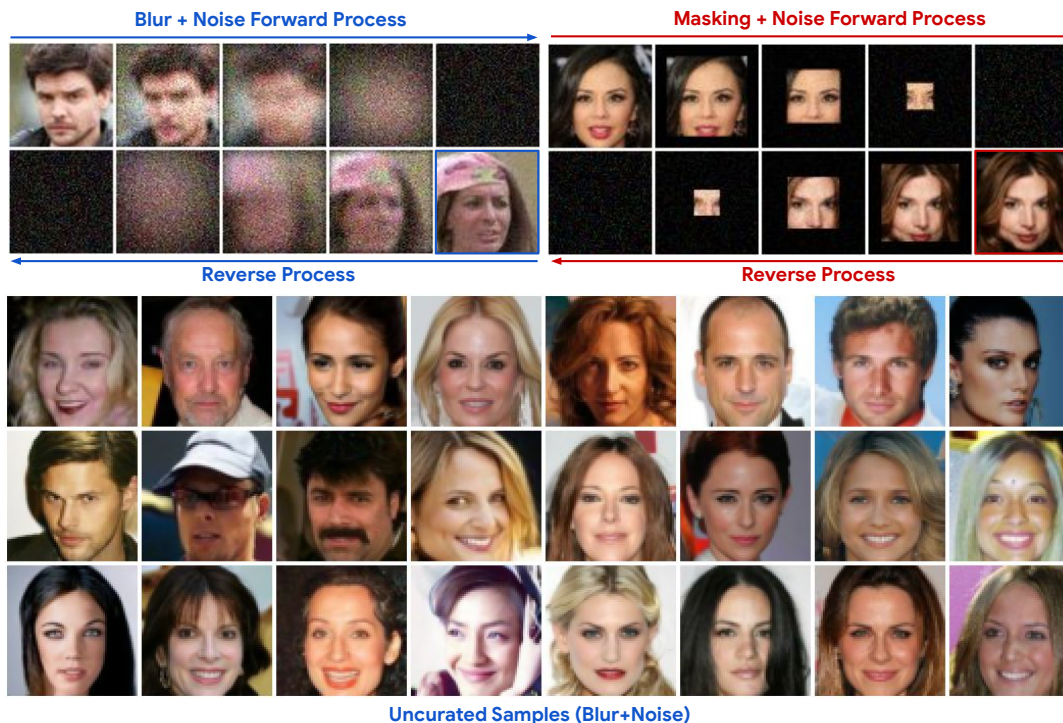 Blur + Noise Forward Process
Masking + Noise Forward Process
Reverse Process
Reverse Process
Uncurated Samples (Blur+Noise)